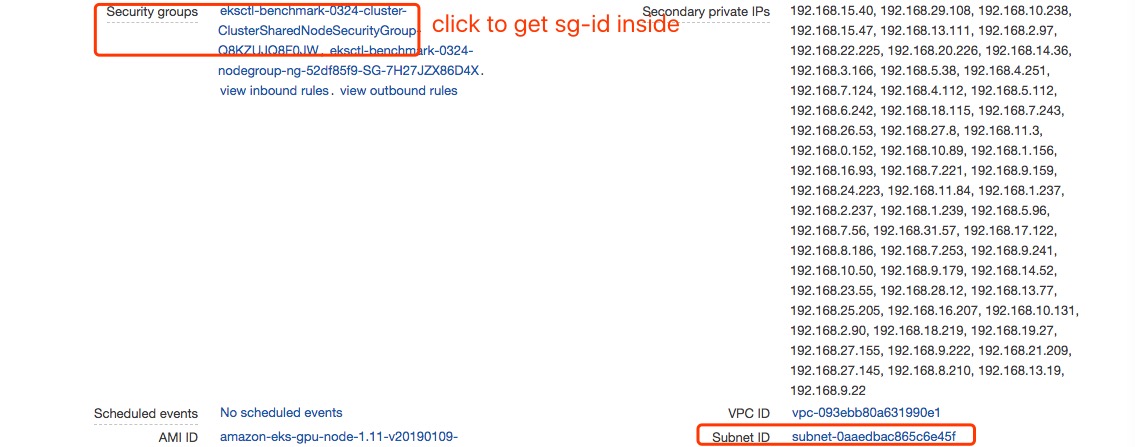 Security groups
eksctl-benchmark-0324-cluster-
ClusterSharedNodeSecurityGroup-
Q8KZUJO8F0JW, eksctl-benchmark-0324-
nodegroup-ng-52df85f9-SG-7H27JZX86D4X.
view inbound rules. view outbound rules
click to get sg-id inside
Secondary private IPs
192.168.15.40, 192.29.108, 192.168.10.238,
192.168.15.47, 192.168.13.111, 192.168.2.97,
192.168.22.225, 192.168.20.226, 192.168.14.36,
192.168.3.166, 192.168.5.38, 192.168.4.251,
192.168.7.124, 192.168.4.112, 192.168.5.112,
192.168.6.242, 192.168.18.115, 192.168.7.243,
192.168.26.53, 192.168.27.8, 192.168.11.3,
192.168.0.152, 192.168.10.89, 192.168.1.156,
192.168.16.93, 192.168.7.221, 192.168.9.159,
192.168.24.223, 192.168.11.84, 192.168.1.237,
192.168.2.237, 192.168.1.239, 192.168.5.96,
192.168.7.56, 192.168.31.57, 192.168.17.122,
192.168.8.186, 192.168.7.253, 192.168.9.241,
192.168.10.50, 192.168.9.179, 192.168.14.52,
192.168.23.55, 192.168.28.12, 192.168.13.77,
192.168.25.205, 192.168.16.207, 192.168.10.131,
192.168.2.90, 192.168.18.219, 192.168.19.27,
192.168.27.155, 192.168.9.222, 192.168.21.209,
192.168.27.145, 192.168.8.210, 192.168.13.19,
192.168.9.22
Scheduled events No scheduled events
VPC ID vpc-093ebb80a631990e1
AMI ID amazon-eks-gpu-node-1.11-v20190109-
Subnet ID subnet-0aaedbac865c6e45f